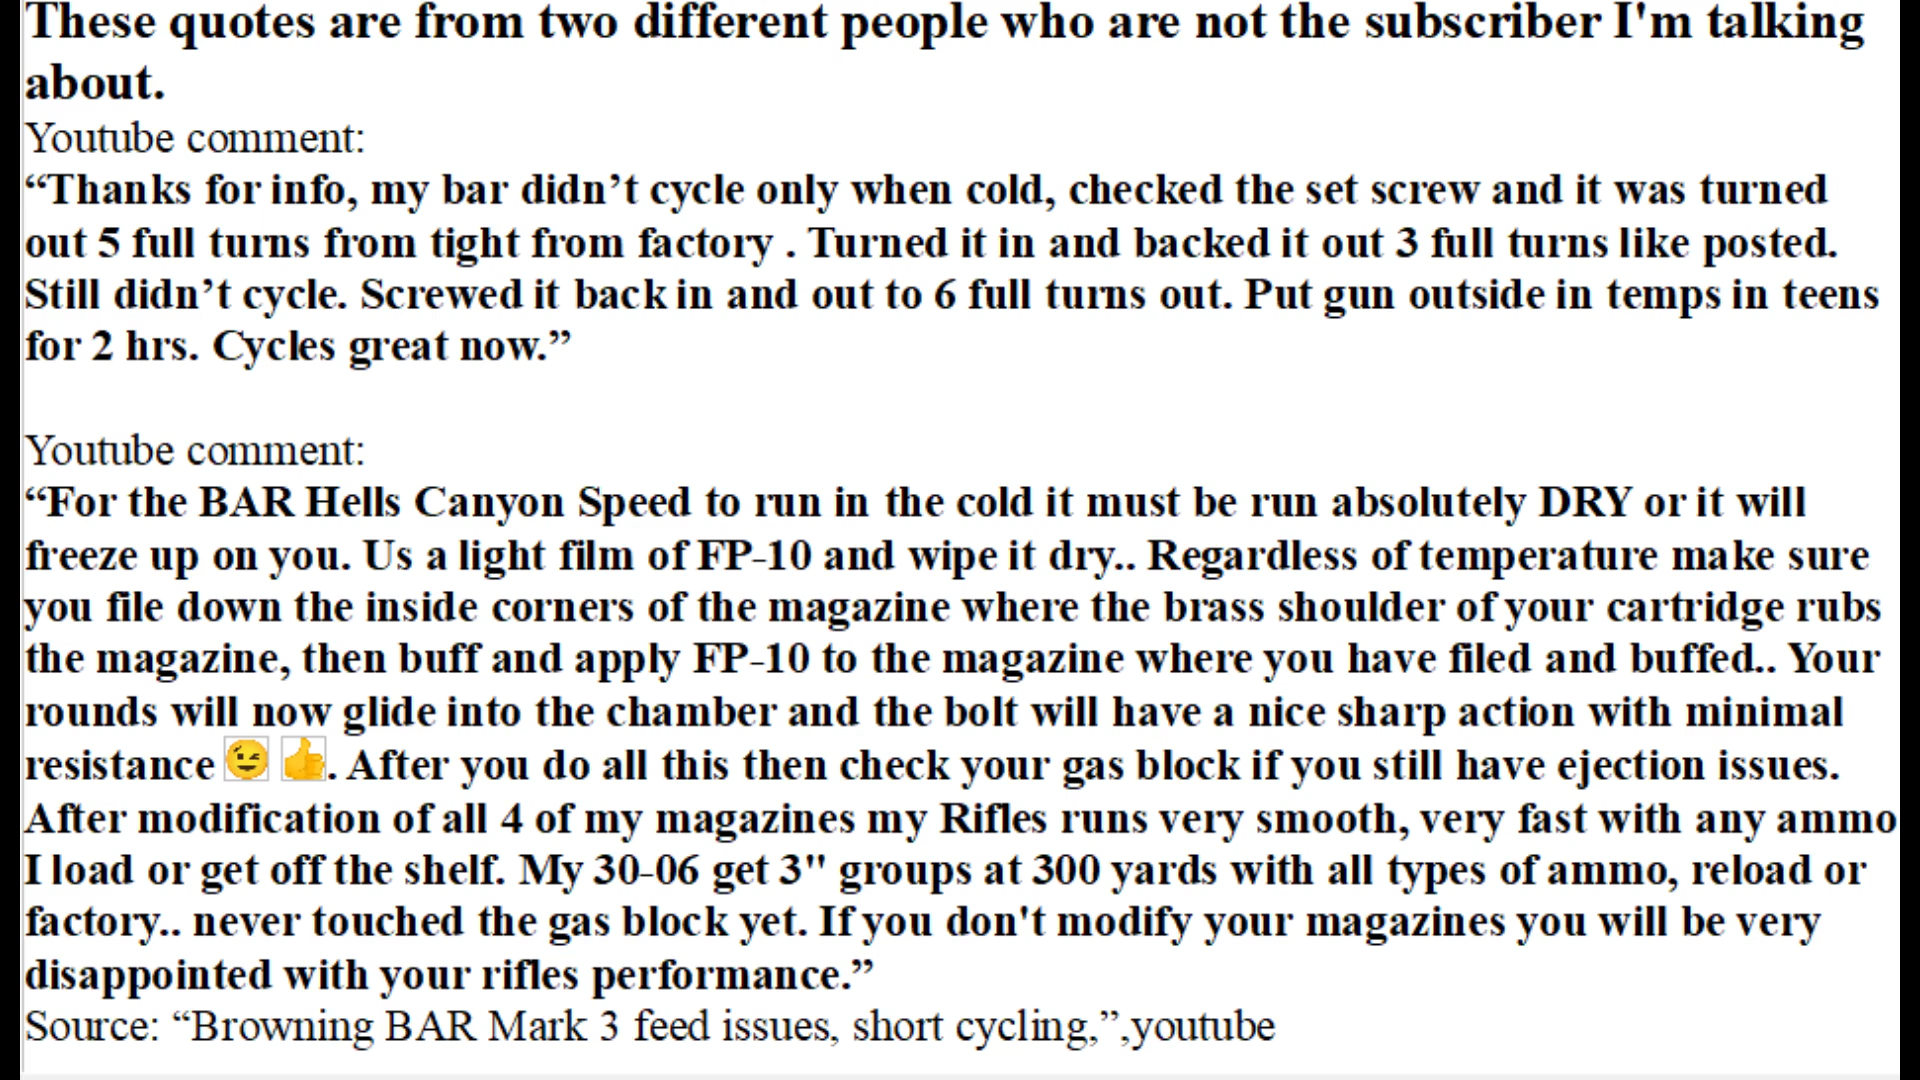 These quotes are from two different people who are not the subscriber I'm talking
about.
Youtube comment:
“Thanks for info, my bar didn’t cycle only when cold, checked the set screw and it was turned
out 5 full turns from tight from factory . Turned it in and backed it out 3 full turns like posted.
Still didn’t cycle. Screwed it back in and out to 6 full turns out. Put gun outside in temps in teens
for 2 hrs. Cycles great now.”
Youtube comment:
“For the BAR Hells Canyon Speed to run in the cold it must be run absolutely DRY or it will
freeze up on you. Us a light film of FP-10 and wipe it dry.. Regardless of temperature make sure
you file down the inside corners of the magazine where the brass shoulder of your cartridge rubs
the magazine, then buff and apply FP-10 to the magazine where you have filed and buffed.. Your
rounds will now glide into the chamber and the bolt will have a nice sharp action with minimal
resistance 😉 👍. After you do all this then check your gas block if you still have ejection issues.
After modification of all 4 of my magazines my Rifles runs very smooth, very fast with any ammo
I load or get off the shelf. My 30-06 get 3" groups at 300 yards with all types of ammo, reload or
factory.. never touched the gas block yet. If you don't modify your magazines you will be very
disappointed with your rifles performance.”
Source: “Browning BAR Mark 3 feed issues, short cycling,”,youtube